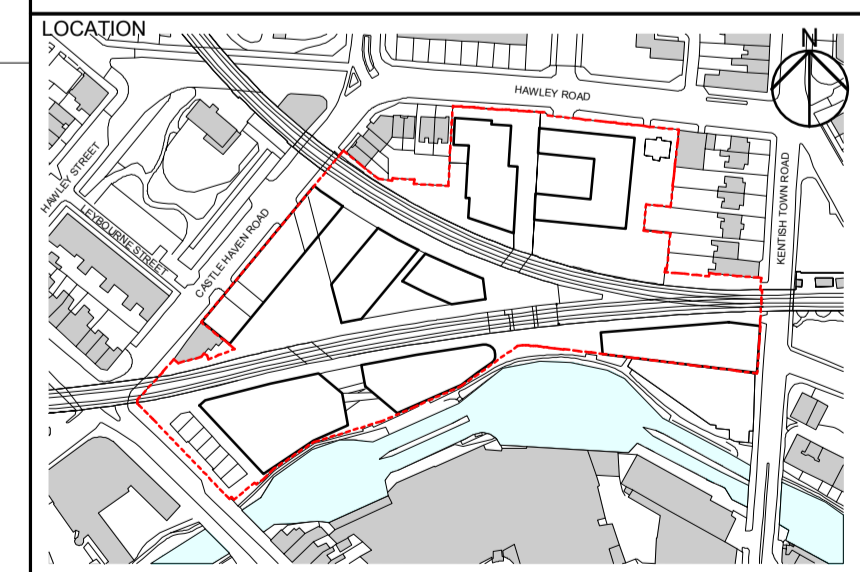 LOCATION
N
HAWLEY ROAD
HAWLEY STREET
LEYBOURNE STREET
CASTLE HAVEN ROAD
KENTISH TOWN ROAD